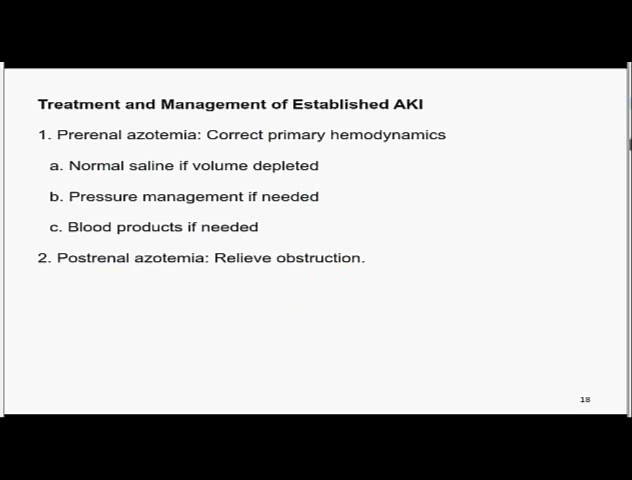 Treatment and Management of Established AKI
1. Prerenal azotemia: Correct primary hemodynamics
a. Normal saline if volume depleted
b. Pressure management if needed
c. Blood products if needed
2. Postrenal azotemia: Relieve obstruction.
18